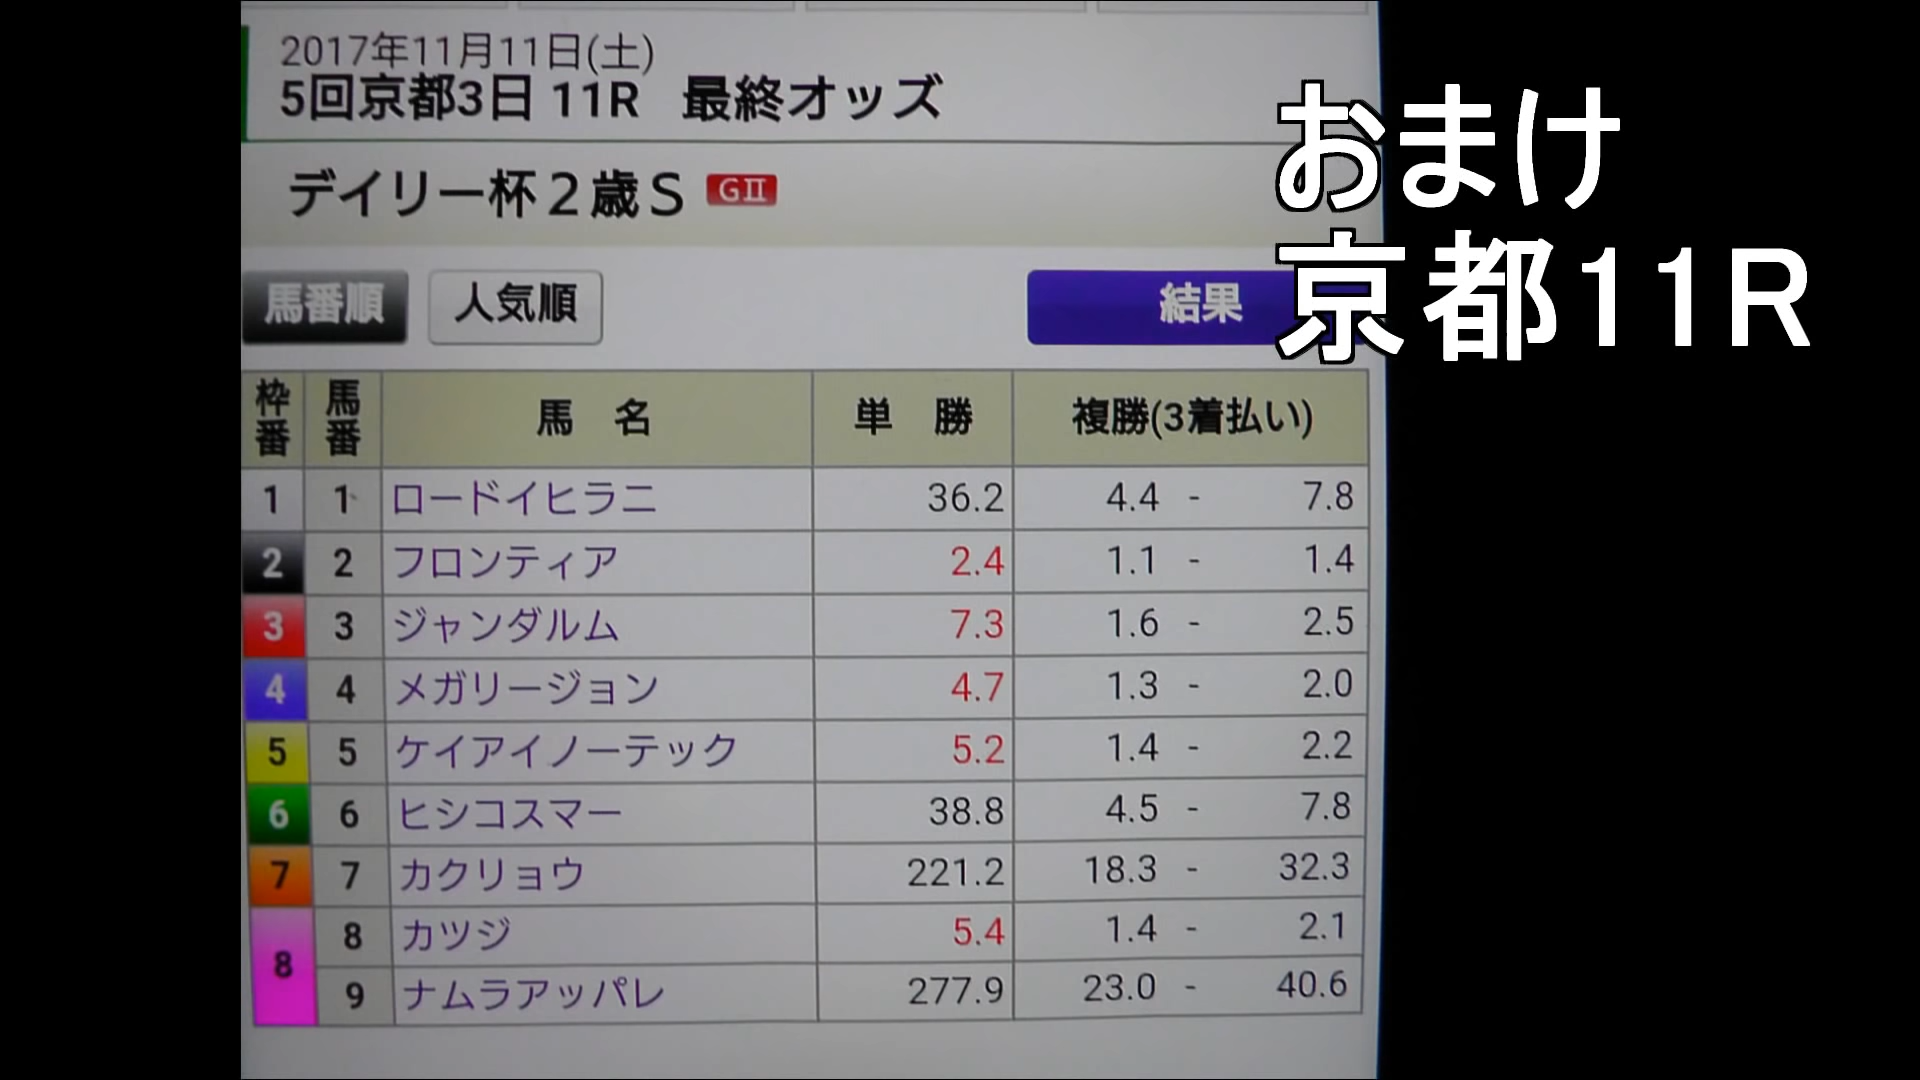 2017年11月11日(土)
5回京都3日 11R 最終オッズ
おまけ
京都11R
デイリー杯２歳Ｓ GⅡ
馬番順 人気順 結果
枠番 馬番 馬 名 単 勝 複勝(3着払い)
1 1 ロードイヒラニ 36.2 4.4 - 7.8
2 2 フロンティア 2.4 1.1 - 1.4
3 3 ジャンダルム 7.3 1.6 - 2.5
4 4 メガリージョン 4.7 1.3 - 2.0
5 5 ケイアイノーテック 5.2 1.4 - 2.2
6 6 ヒシコスマー 38.8 4.5 - 7.8
7 7 カクリョウ 221.2 18.3 - 32.3
8 8 カツジ 5.4 1.4 - 2.1
9 ナムラアッパレ 277.9 23.0 - 40.6